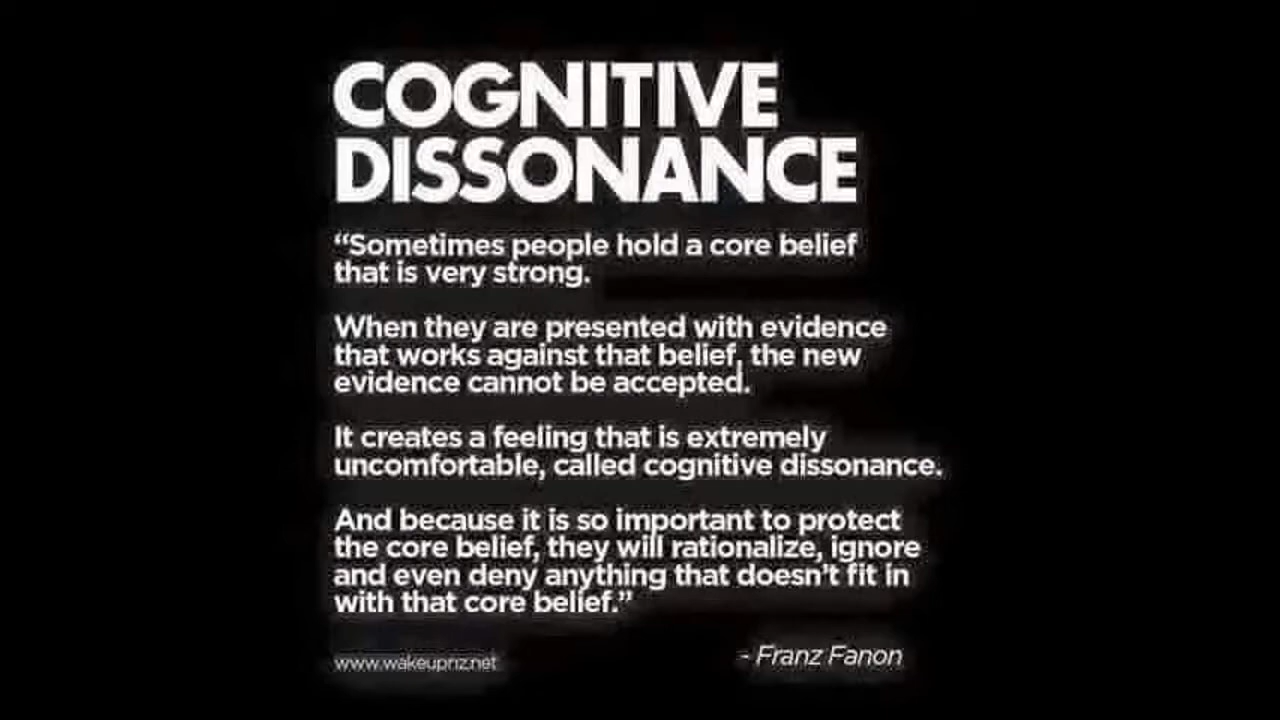 COGNITIVE
DISSONANCE
“Sometimes people hold a core belief
that is very strong.
When they are presented with evidence
that works against that belief, the new
evidence cannot be accepted.
It creates a feeling that is extremely
uncomfortable, called cognitive dissonance.
And because it is so important to protect
the core belief, they will rationalize, ignore
and even deny anything that doesn’t fit in
with that core belief.”
www.wakeupnz.net
- Franz Fanon